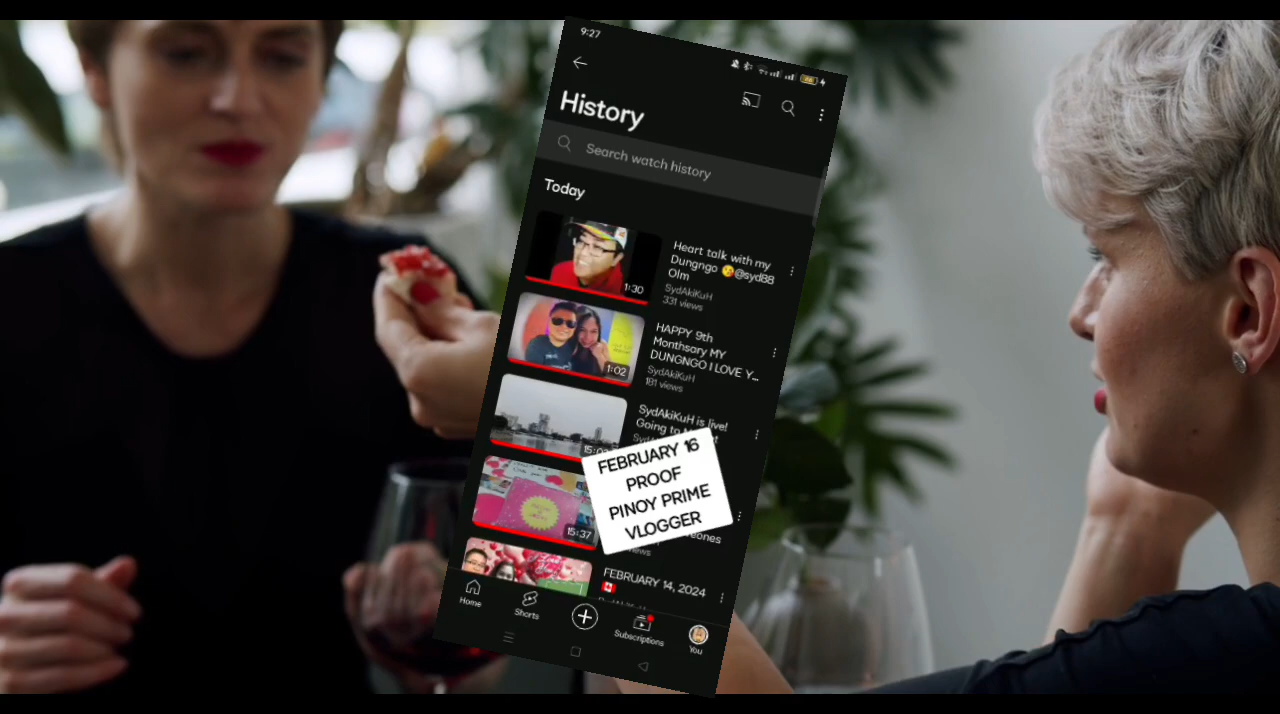 9:27
History
Search watch history
Today
Heart talk with my
Dungngo 😘@syd88
Olm
SydAkiKuH
331 views
1:30
HAPPY 9th
Monthsary MY
DUNGNGO I LOVE Y...
SydAkiKuH
181 views
1:02
SydAkiKuH is live!
Going to
FEBRUARY 16
PROOF
PINOY PRIME
VLOGGER
15:37
FEBRUARY 14, 2024
🇨🇦
Home
Shorts
Subscriptions
You